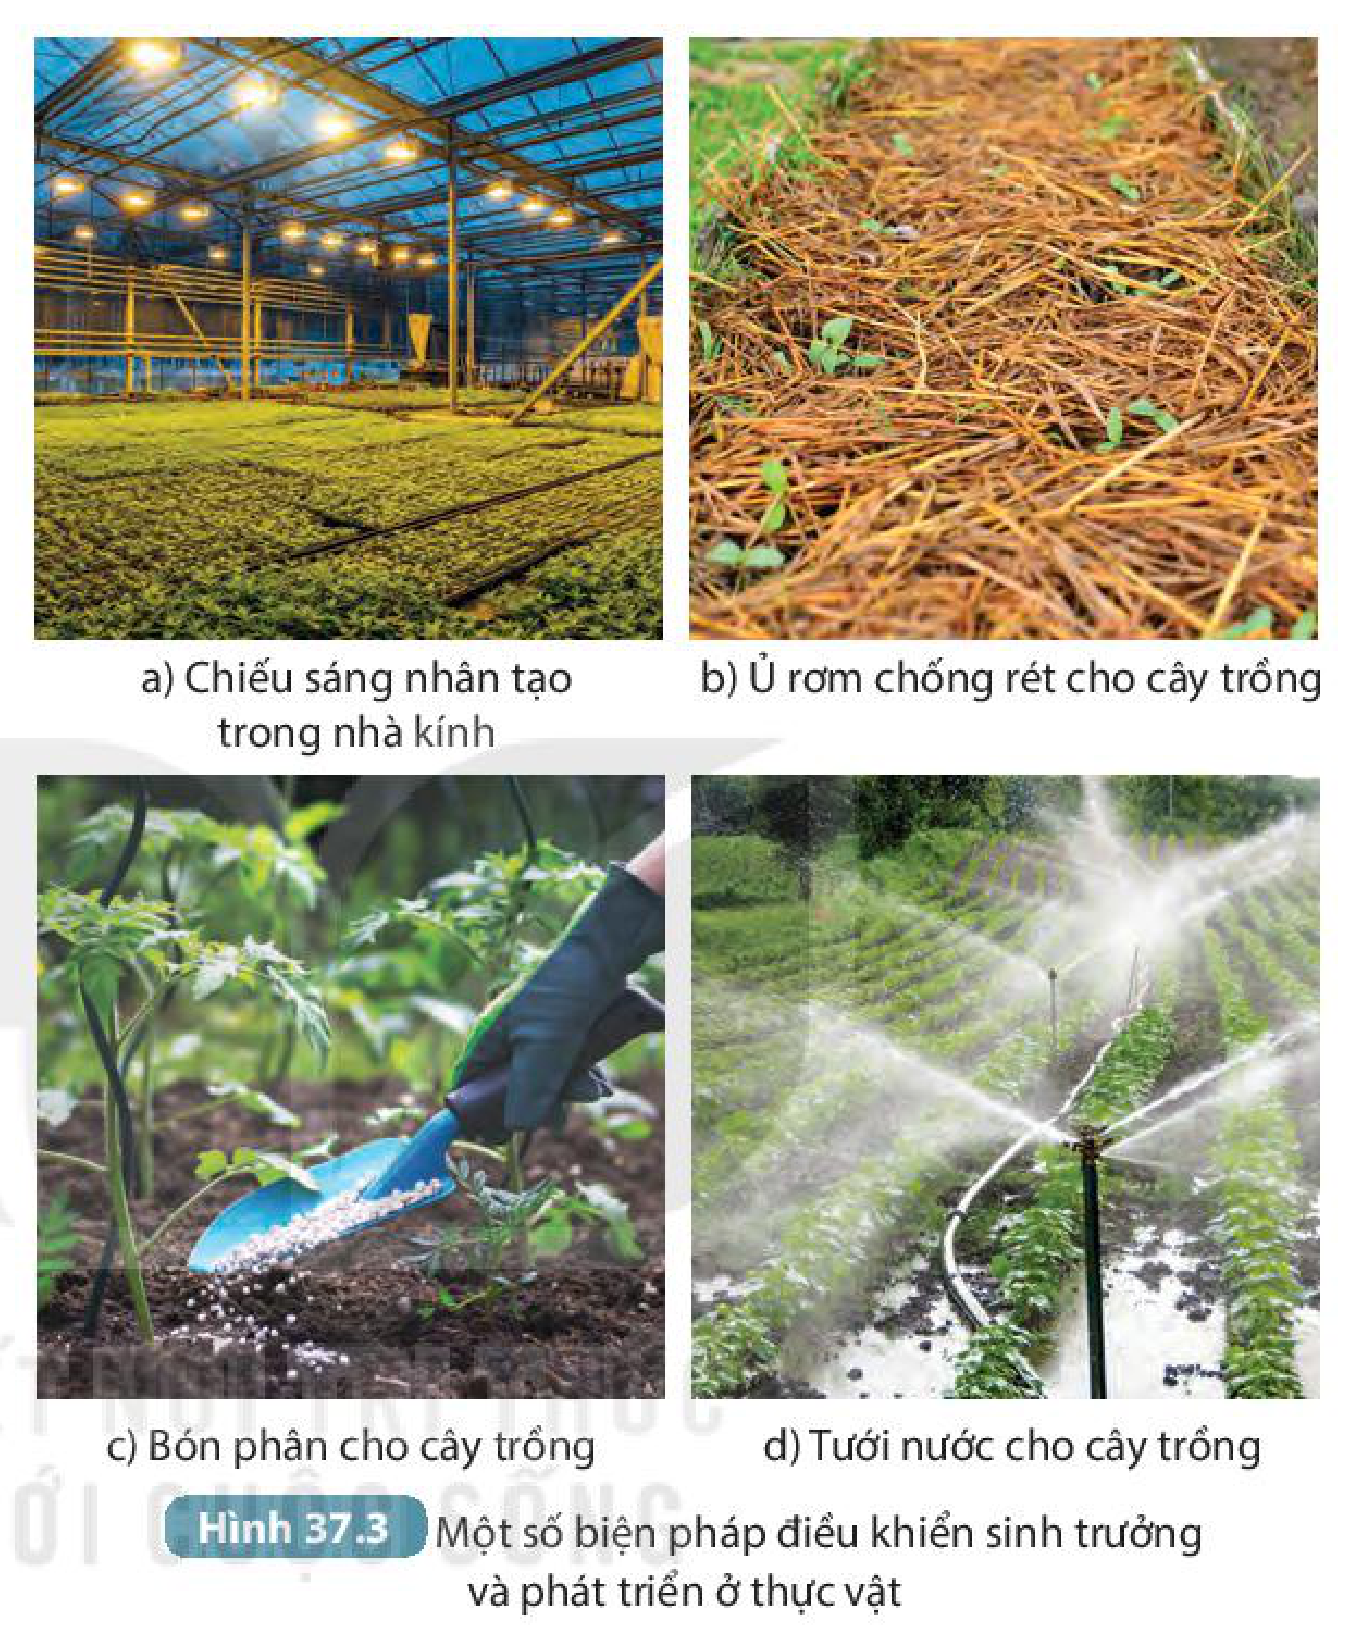 a) Chiếu sáng nhân tạo
trong nhà kính
b) Ủ rơm chống rét cho cây trồng
c) Bón phân cho cây trồng
d) Tưới nước cho cây trồng
Hình 37.3 Một số biện pháp điều khiển sinh trưởng
và phát triển ở thực vật